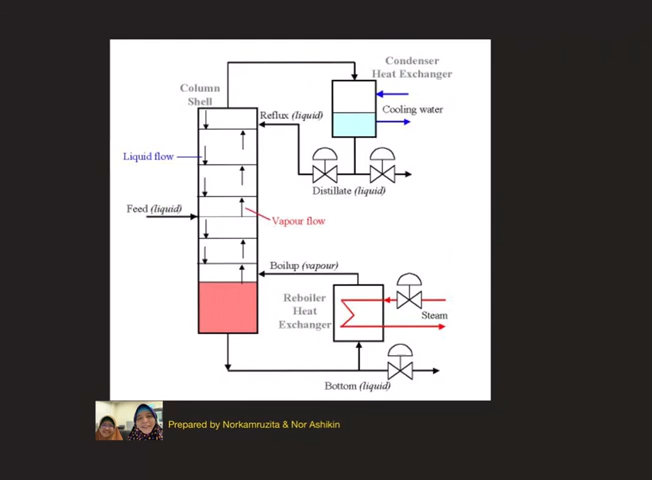 Condenser
Heat Exchanger
Column
Shell
Cooling water
Reflux (liquid)
Liquid flow
Distillate (liquid)
Feed (liquid)
Vapour flow
Boilup (vapour)
Reboiler
Heat
Exchanger
Steam
Bottom (liquid)
Prepared by Norkamruzita & Nor Ashikin